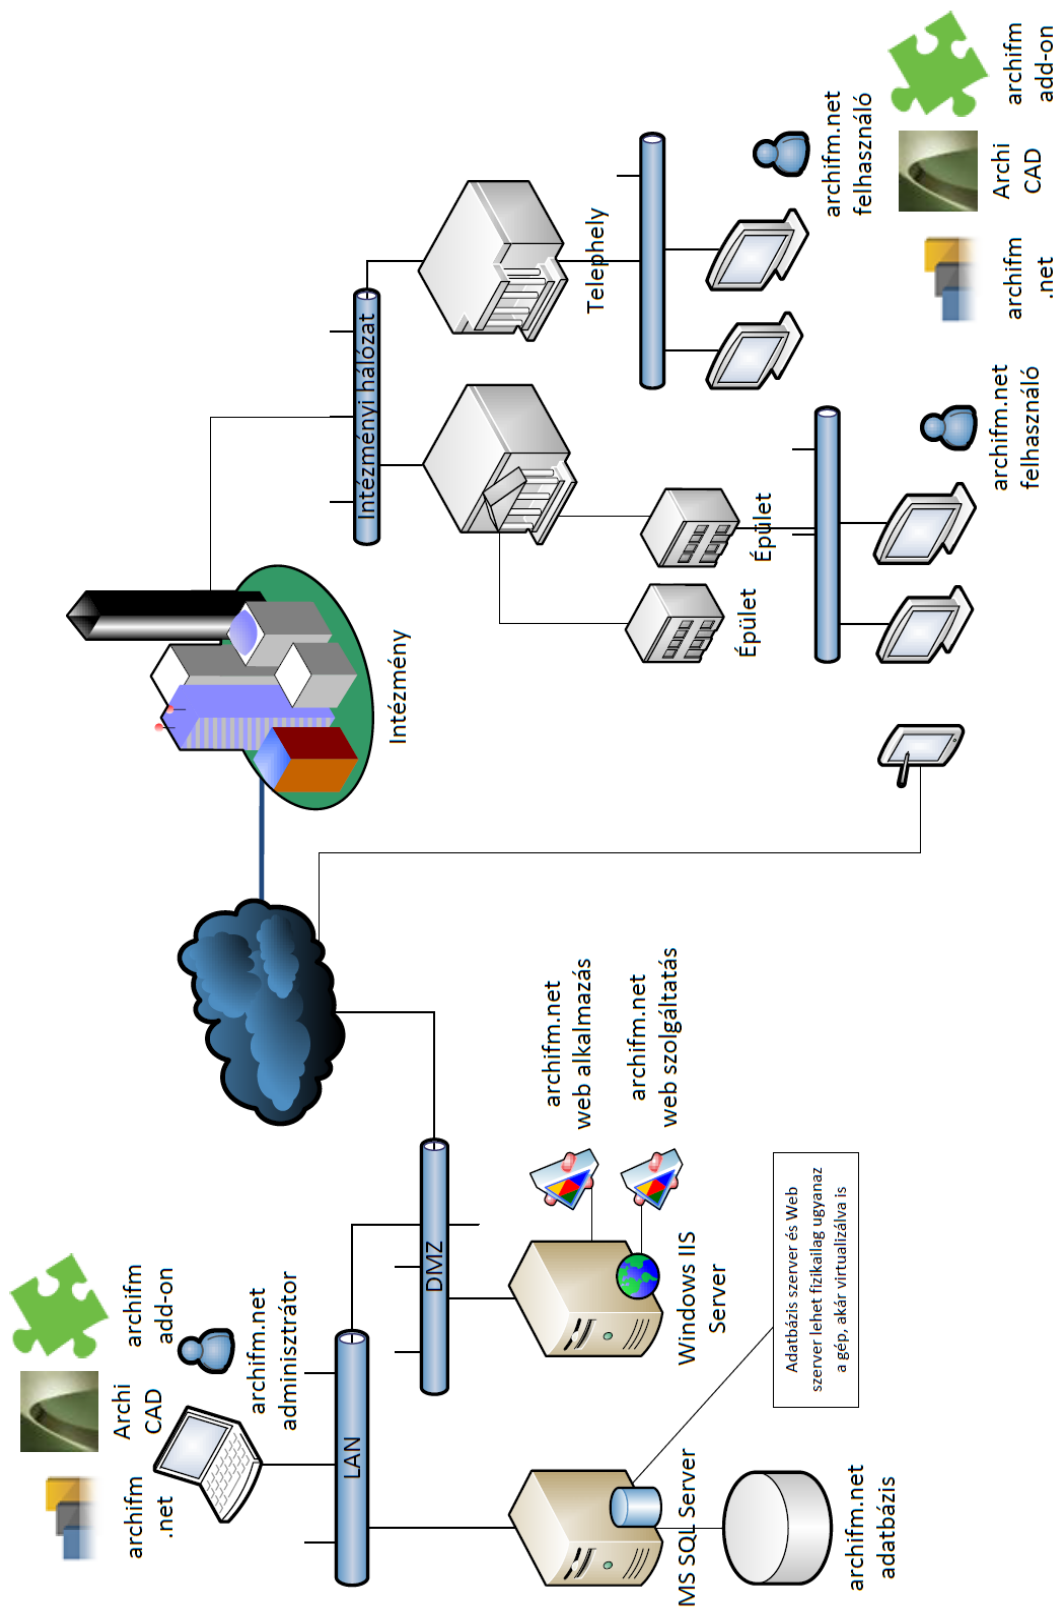 archifm
.net
Archi
CAD
archifm
add-on
archifm.net
adminisztrátor
LAN
DMZ
MS SQL Server
archifm.net
adatbázis
Windows IIS
Server
archifm.net
web alkalmazás
archifm.net
web szolgáltatás
Adatbázis szerver és Web
szerver lehet fizikailag ugyanaz
a gép, akár virtualizálva is
Intézmény
Intézményi hálózat
Telephely
Épület
Épület
archifm.net
felhasználó
archifm.net
felhasználó
archifm
.net
Archi
CAD
archifm
add-on